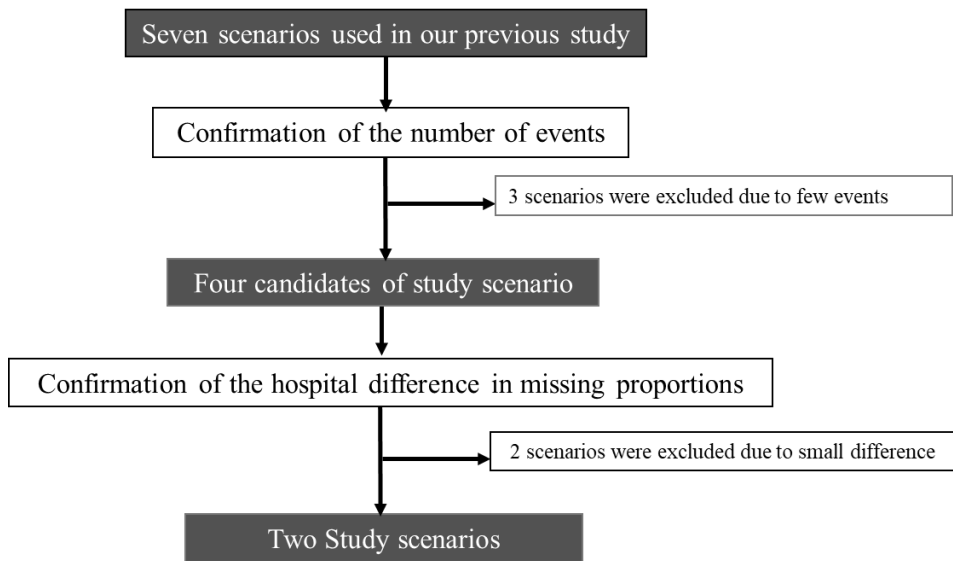 Seven scenarios used in our previous study
Confirmation of the number of events
3 scenarios were excluded due to few events
Four candidates of study scenario
Confirmation of the hospital difference in missing proportions
2 scenarios were excluded due to small difference
Two Study scenarios